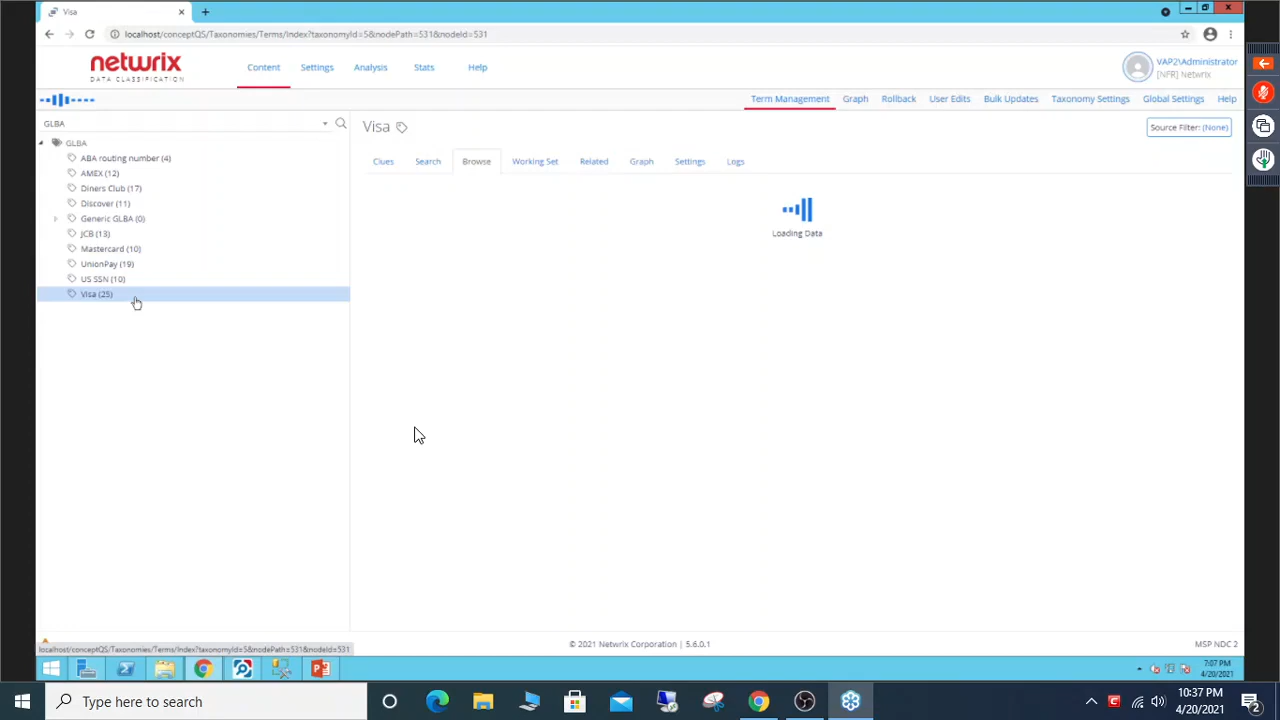 Visa
localhost/conceptQS/Taxonomies/Terms/Index?taxonomyId=5&nodePath=531&nodeId=531
netwrix
DATA CLASSIFICATION
Content
Settings
Analysis
Stats
Help
VAP2\Administrator
[NFR] Netwrix
Term Management
Graph
Rollback
User Edits
Bulk Updates
Taxonomy Settings
Global Settings
Help
GLBA
Visa
Source Filter: (None)
GLBA
ABA routing number (4)
AMEX (12)
Diners Club (17)
Discover (11)
Generic GLBA (0)
JCB (13)
Mastercard (10)
UnionPay (19)
US SSN (10)
Visa (25)
Clues
Search
Browse
Working Set
Related
Graph
Settings
Logs
Loading Data
localhost/conceptQS/Taxonomies/Terms/Index?taxonomyId=5&nodePath=531&nodeId=531
© 2021 Netwrix Corporation | 5.6.0.1
MSP NDC 2
7:07 PM
4/20/2021
Type here to search
10:37 PM
4/20/2021
2